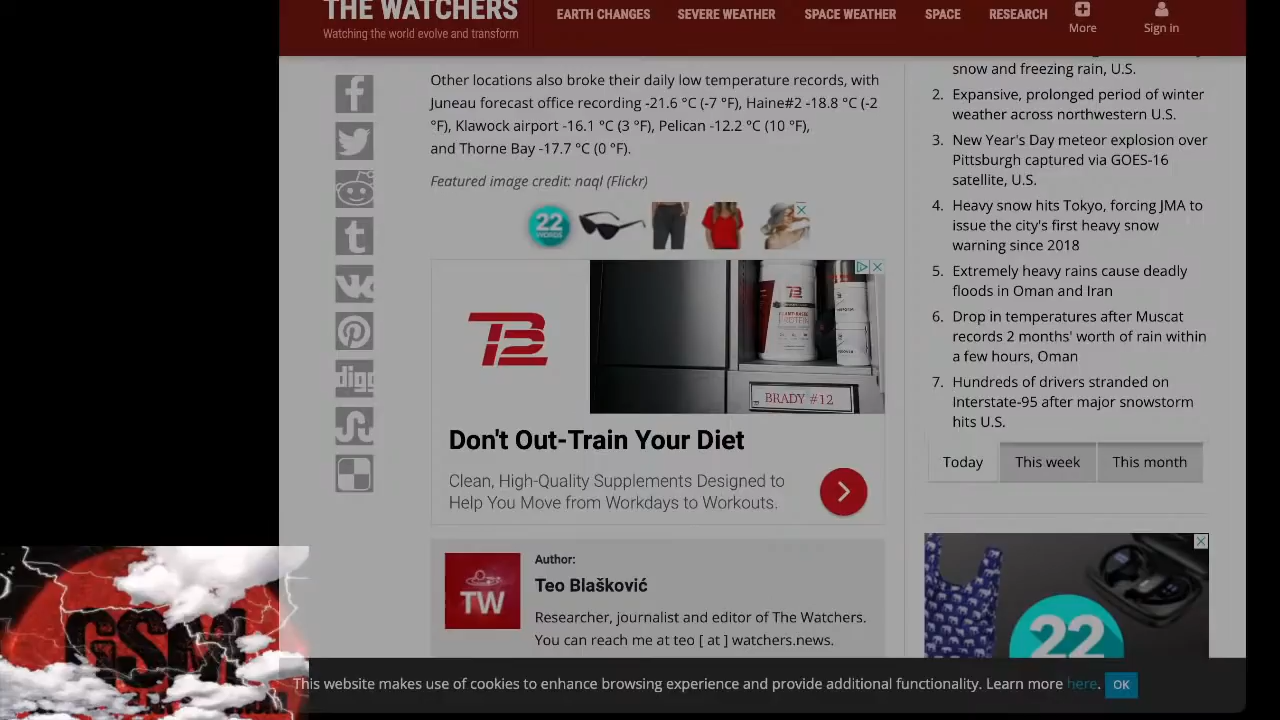 THE WATCHERS
Watching the world evolve and transform
EARTH CHANGES
SEVERE WEATHER
SPACE WEATHER
SPACE
RESEARCH
More
Sign in
Other locations also broke their daily low temperature records, with
Juneau forecast office recording -21.6 °C (-7 °F), Haine#2 -18.8 °C (-2
°F), Klawock airport -16.1 °C (3 °F), Pelican -12.2 °C (10 °F),
and Thorne Bay -17.7 °C (0 °F).
Featured image credit: naql (Flickr)
22
WORDS
TB12
BRADY #12
Don't Out-Train Your Diet
Clean, High-Quality Supplements Designed to
Help You Move from Workdays to Workouts.
Author:
TW
Teo Blašković
Researcher, journalist and editor of The Watchers.
You can reach me at teo [ at ] watchers.news.
snow and freezing rain, U.S.
2. Expansive, prolonged period of winter
weather across northwestern U.S.
3. New Year's Day meteor explosion over
Pittsburgh captured via GOES-16
satellite, U.S.
4. Heavy snow hits Tokyo, forcing JMA to
issue the city's first heavy snow
warning since 2018
5. Extremely heavy rains cause deadly
floods in Oman and Iran
6. Drop in temperatures after Muscat
records 2 months' worth of rain within
a few hours, Oman
7. Hundreds of drivers stranded on
Interstate-95 after major snowstorm
hits U.S.
Today
This week
This month
22
digg
This website makes use of cookies to enhance browsing experience and provide additional functionality. Learn more here.
OK